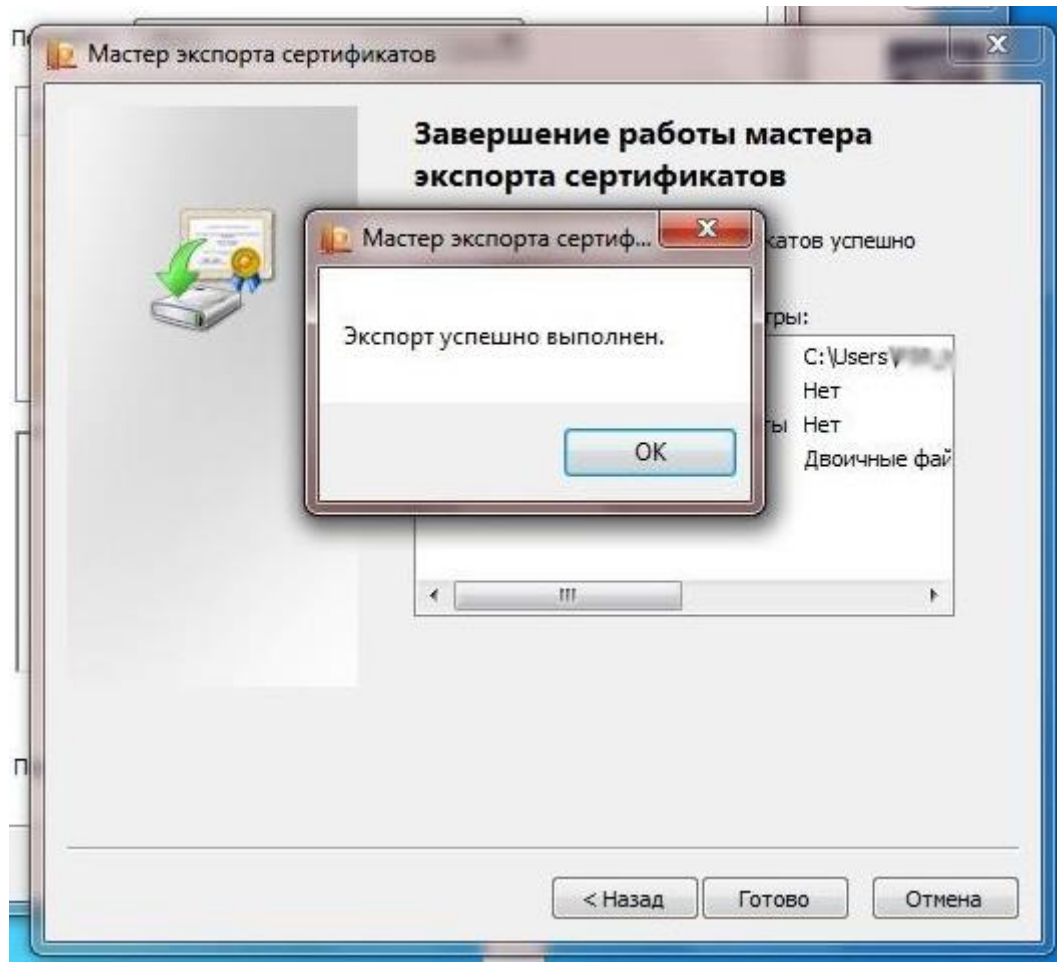 Мастер экспорта сертификатов
Завершение работы мастера
экспорта сертификатов
Мастер экспорта сертиф...
катов успешно
Экспорт успешно выполнен.
тры:
C:\Users\
Нет
ты Нет
Двоичные фай
OK
< Назад
Готово
Отмена